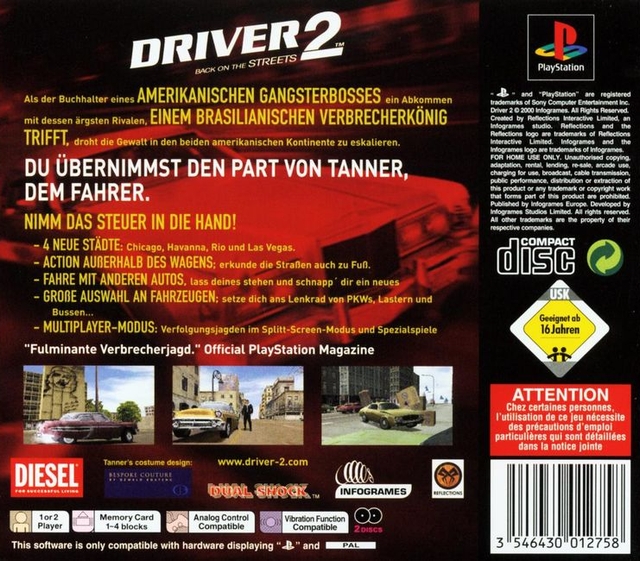 DRIVER 2™
BACK ON THE STREETS
Als der Buchhalter eines AMERIKANISCHEN GANGSTERBOSSES ein Abkommen
mit dessen ärgsten Rivalen, EINEM BRASILIANISCHEN VERBRECHERKÖNIG
TRIFFT, droht die Gewalt in den beiden amerikanischen Kontinente zu eskalieren.
DU ÜBERNIMMST DEN PART VON TANNER,
DEM FAHRER.
NIMM DAS STEUER IN DIE HAND!
– 4 NEUE STÄDTE: Chicago, Havanna, Rio und Las Vegas.
– ACTION AUßERHALB DES WAGENS; erkunde die Straßen auch zu Fuß.
– FAHRE MIT ANDEREN AUTOS, lass deines stehen und schnapp´ dir ein neues
– GROßE AUSWAHL AN FAHRZEUGEN; setze dich ans Lenkrad von PKWs, Lastern und
Bussen...
– MULTIPLAYER-MODUS: Verfolgungsjagden im Splitt-Screen-Modus und Spezialspiele
"Fulminante Verbrecherjagd." Official PlayStation Magazine
DIESEL
FOR SUCCESSFUL LIVING
Tanner's costume design:
BESPOKE COUTURE
BY OZWALD BOATENG
www.driver-2.com
DUAL SHOCK™
INFOGRAMES
REFLECTIONS
1 or 2
Player
Memory Card
1-4 blocks
Analog Control
Compatible
Vibration Function
Compatible
2 DISCS
This software is only compatible with hardware displaying " " and PAL
PlayStation
" " and "PlayStation" are registered
trademarks of Sony Computer Entertainment Inc.
Driver 2 © 2000 Infogrames. All Rights Reserved.
Created by Reflections Interactive Limited, an
Infogrames studio. Reflections and the
Reflections logo are trademarks of Reflections
Interactive Limited. Infogrames and the
Infogrames logo are trademarks of Infogrames.
FOR HOME USE ONLY. Unauthorised copying,
adaptation, rental, lending, re-sale, arcade use,
charging for use, broadcast, cable transmission,
public performance, distribution or extraction of
this product or any trademark or copyright work
that forms part of this product are prohibited.
Published by Infogrames Europe. Developed by
Infogrames Studios Limited. All rights reserved.
All other trademarks are the property of their
respective companies.
COMPACT
disc
USK
Geeignet ab
16 Jahren
ATTENTION
Chez certaines personnes,
l'utilisation de ce jeu nécessite
des précautions d'emploi
particulières qui sont détaillées
dans la notice jointe
3 546430 012758